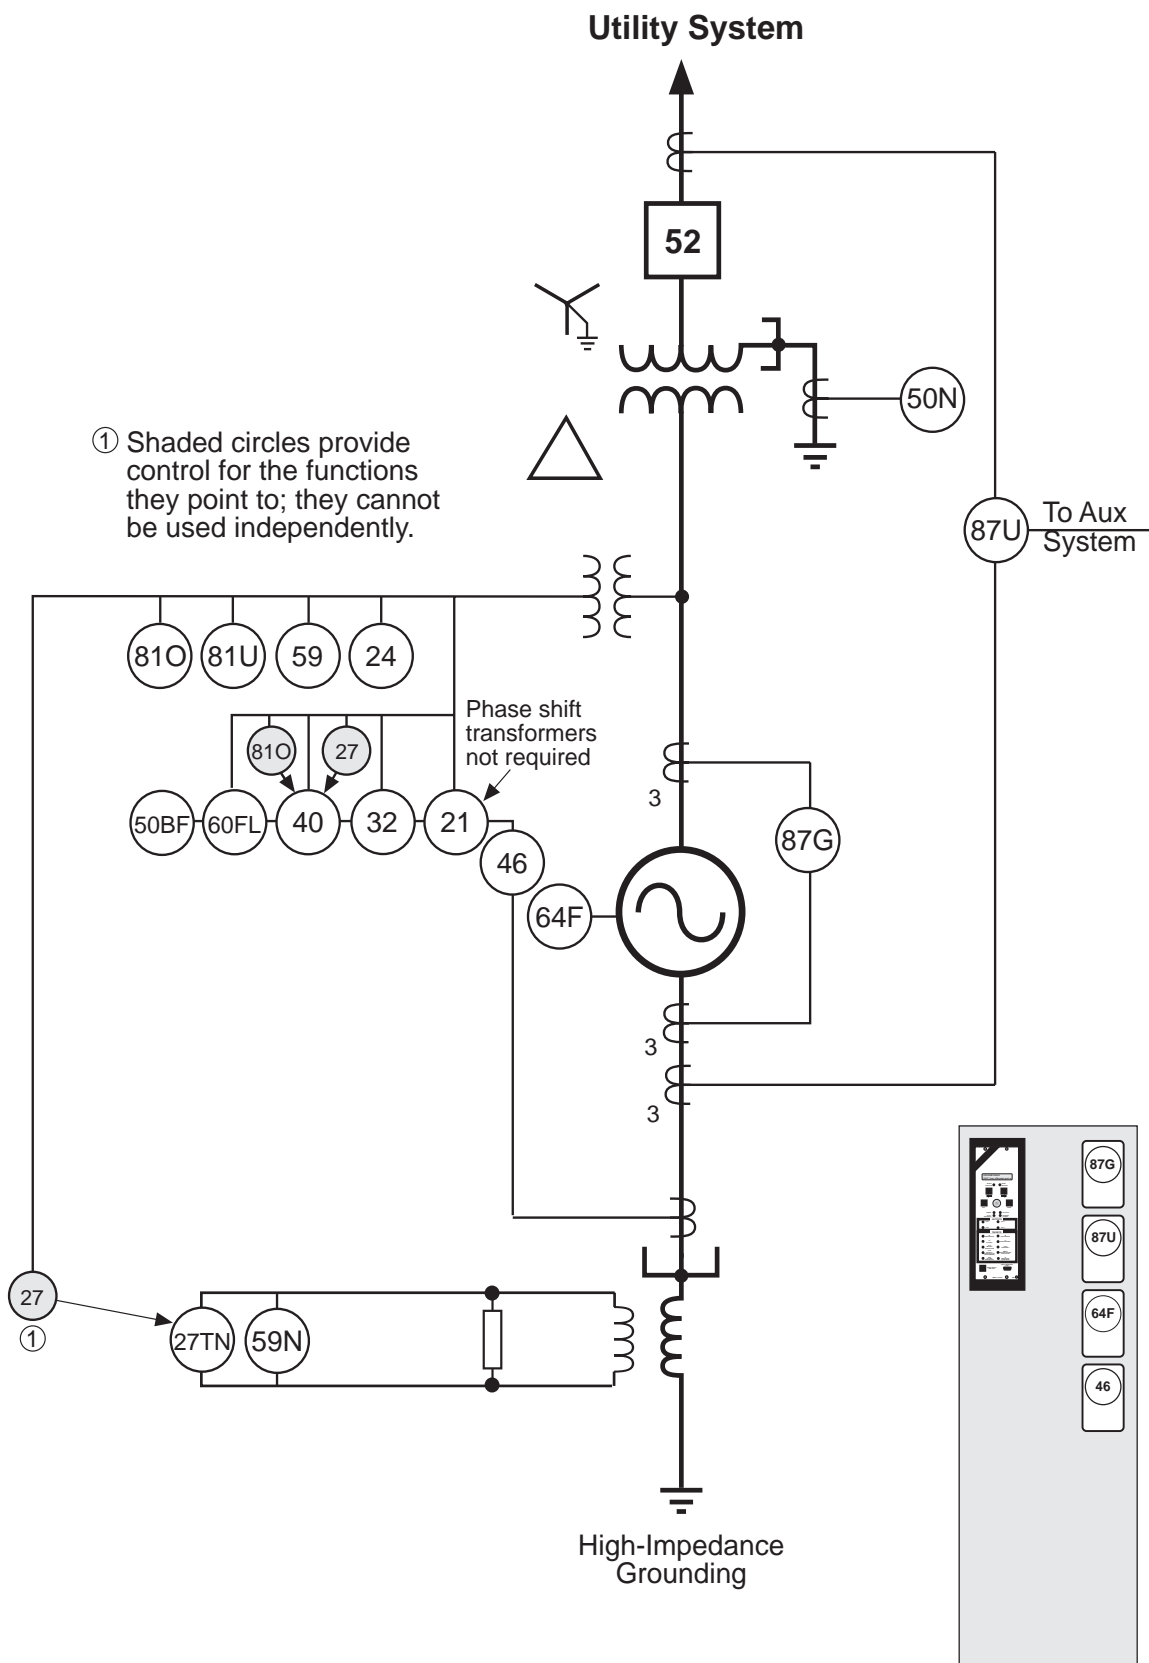 Utility System
52
50N
① Shaded circles provide
control for the functions
they point to; they cannot
be used independently.
87U
To Aux
System
81O
81U
59
24
Phase shift
transformers
not required
81O
27
3
50BF
60FL
40
32
21
87G
46
64F
3
3
87G
87U
27
①
27TN
59N
64F
46
High-Impedance
Grounding